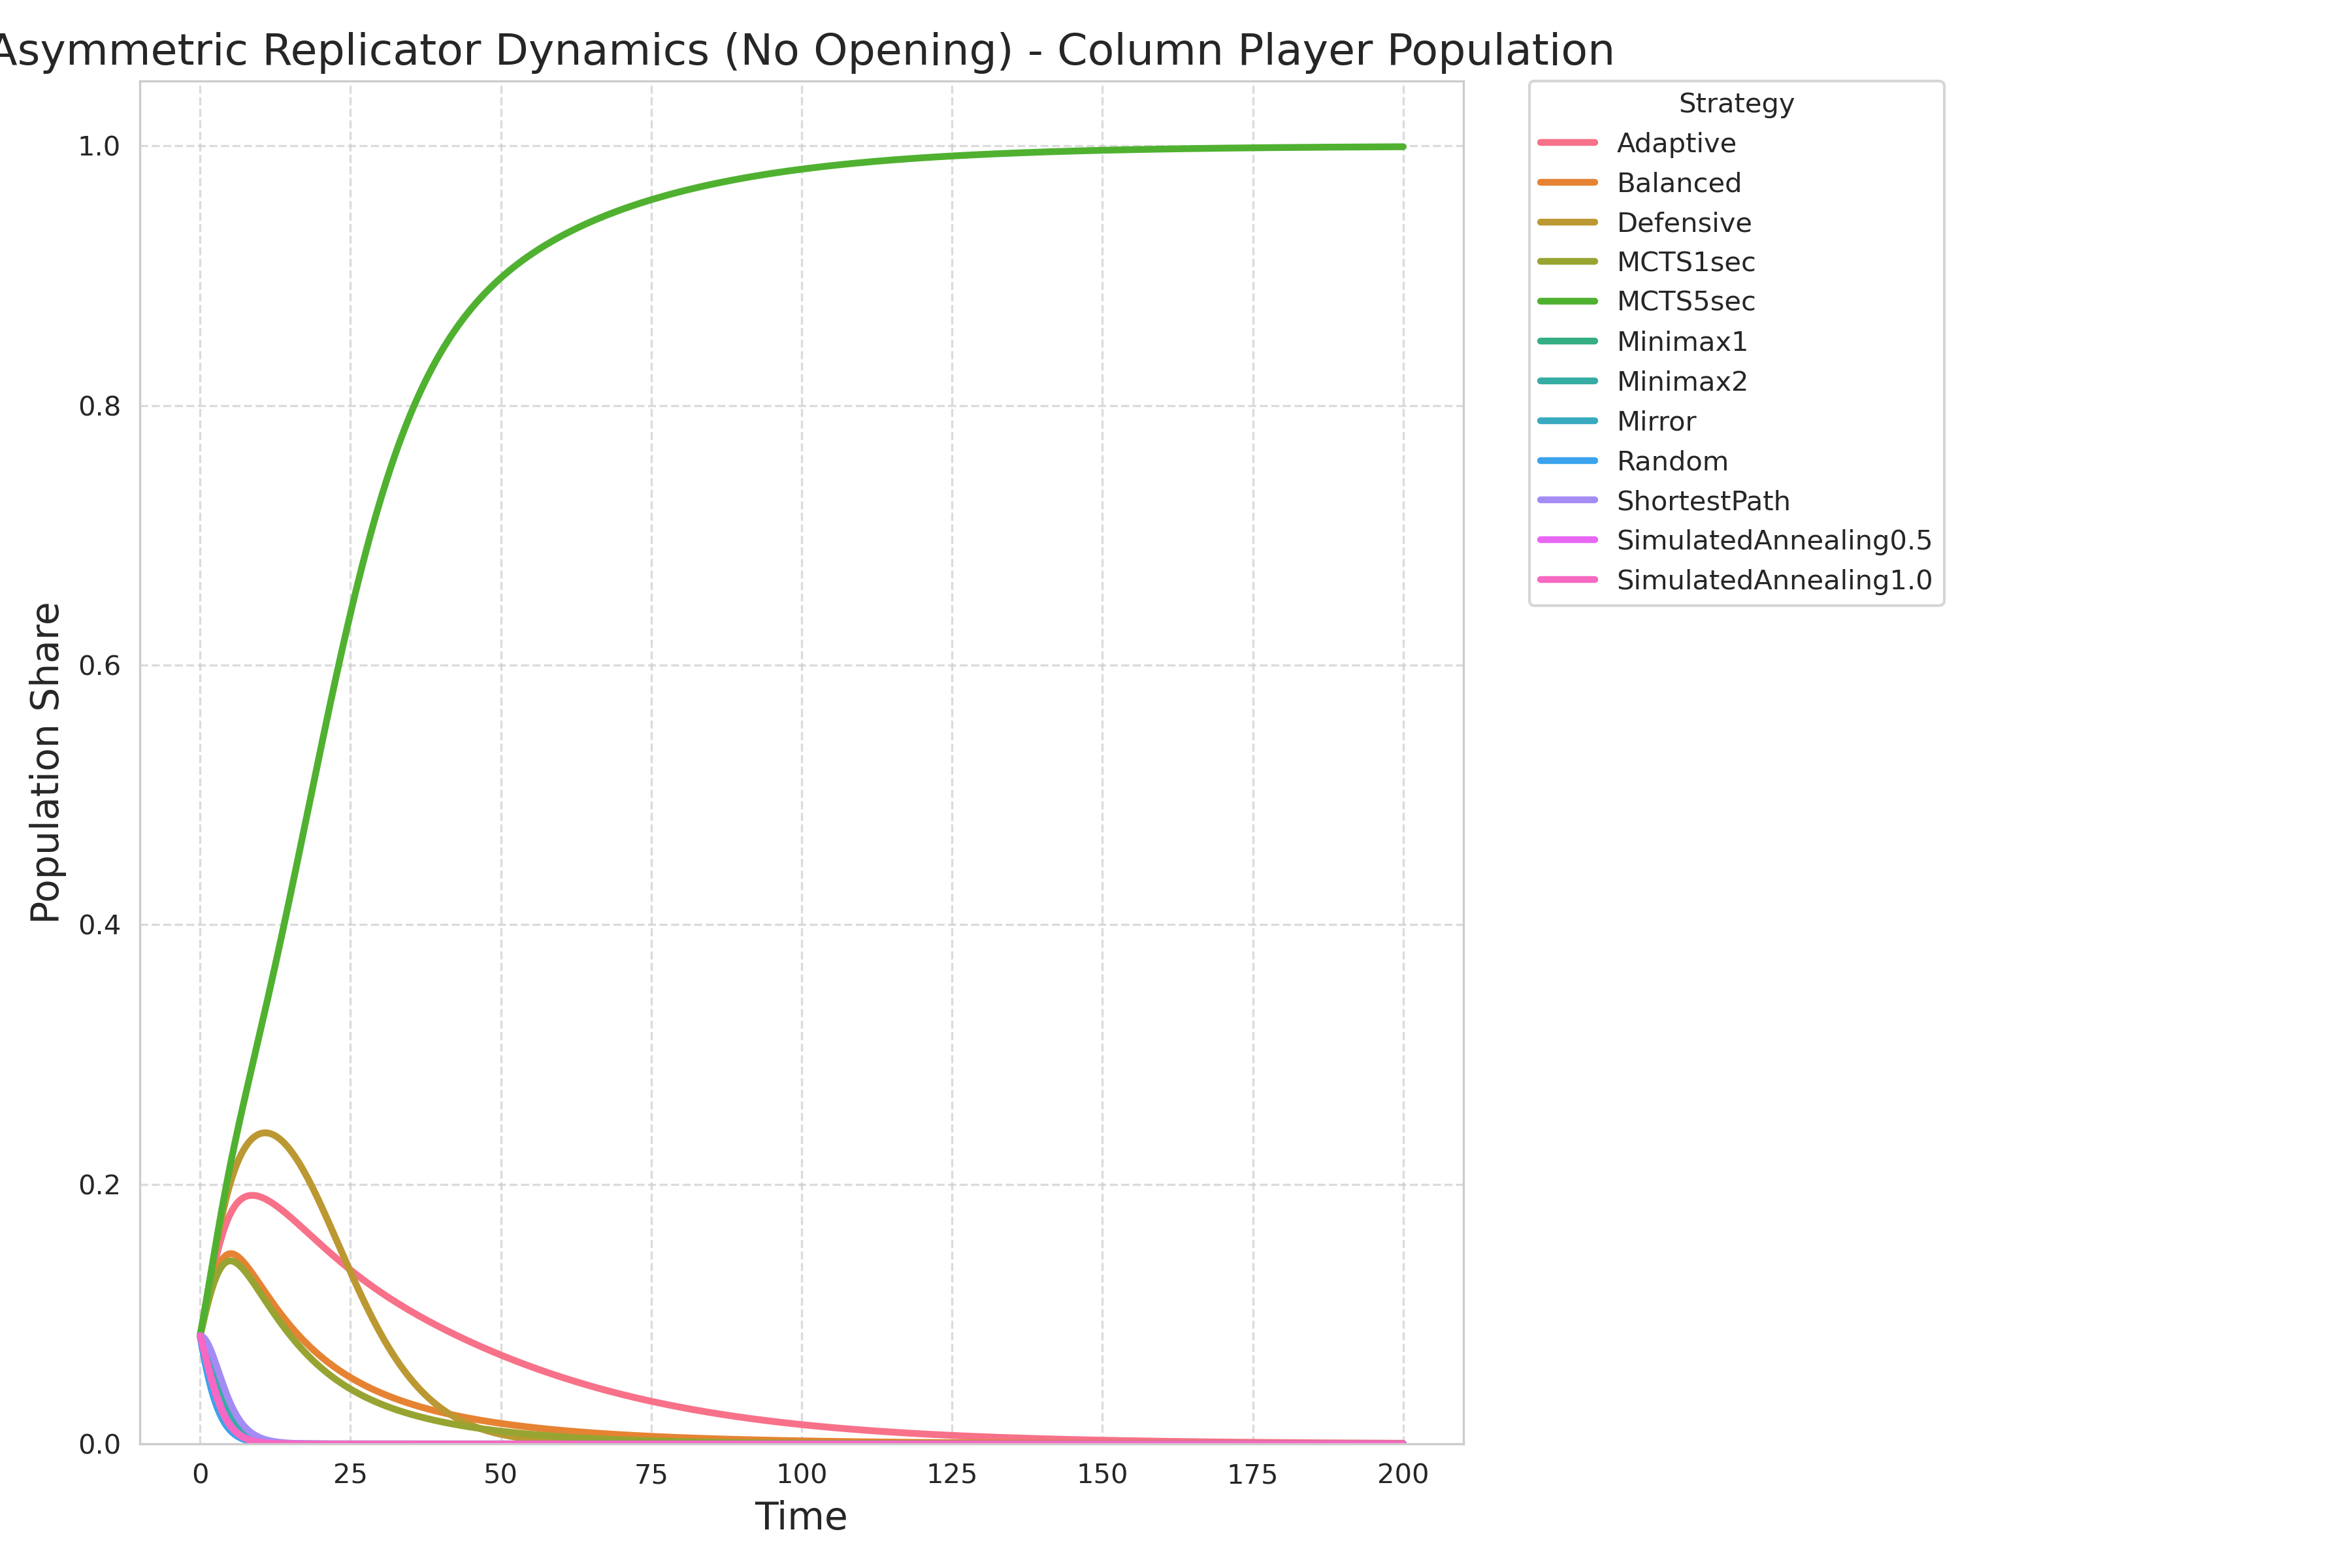 Asymmetric Replicator Dynamics (No Opening) - Column Player Population
Strategy
Adaptive
Balanced
Defensive
MCTS1sec
MCTS5sec
Minimax1
Minimax2
Mirror
Random
ShortestPath
SimulatedAnnealing0.5
SimulatedAnnealing1.0
Population Share
1.0
0.8
0.6
0.4
0.2
0.0
0 25 50 75 100 125 150 175 200
Time